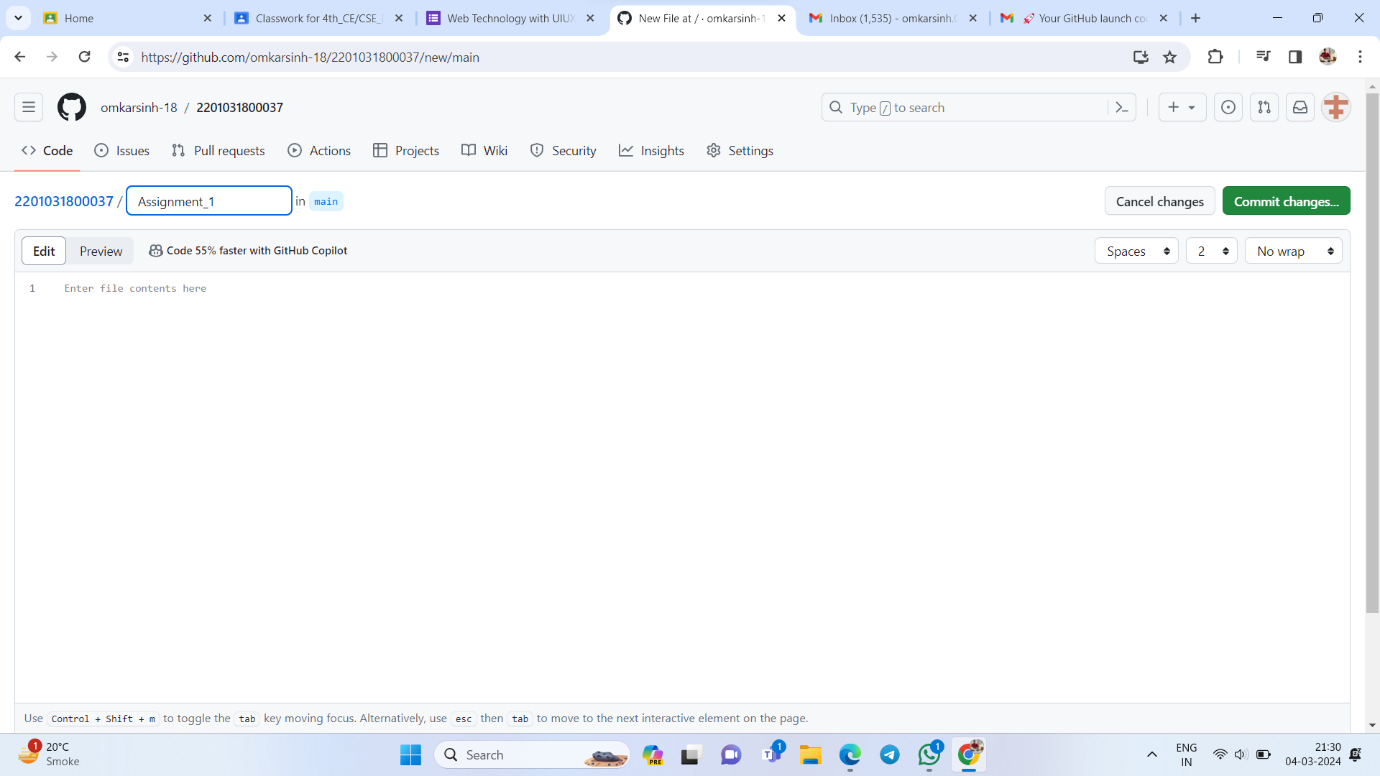 Home
Classwork for 4th_CE/CSE_
Web Technology with UIUX
New File at / · omkarsinh-1
Inbox (1,535) - omkarsinh.
🚀 Your GitHub launch co
https://github.com/omkarsinh-18/2201031800037/new/main
omkarsinh-18 / 2201031800037
Type / to search
Code
Issues
Pull requests
Actions
Projects
Wiki
Security
Insights
Settings
2201031800037 / Assignment_1 in main
Cancel changes
Commit changes...
Edit
Preview
Code 55% faster with GitHub Copilot
Spaces
2
No wrap
1 Enter file contents here
Use Control + Shift + m to toggle the tab key moving focus. Alternatively, use esc then tab to move to the next interactive element on the page.
1
20°C
Smoke
Search
PRE
1
1
ENG
IN
21:30
04-03-2024